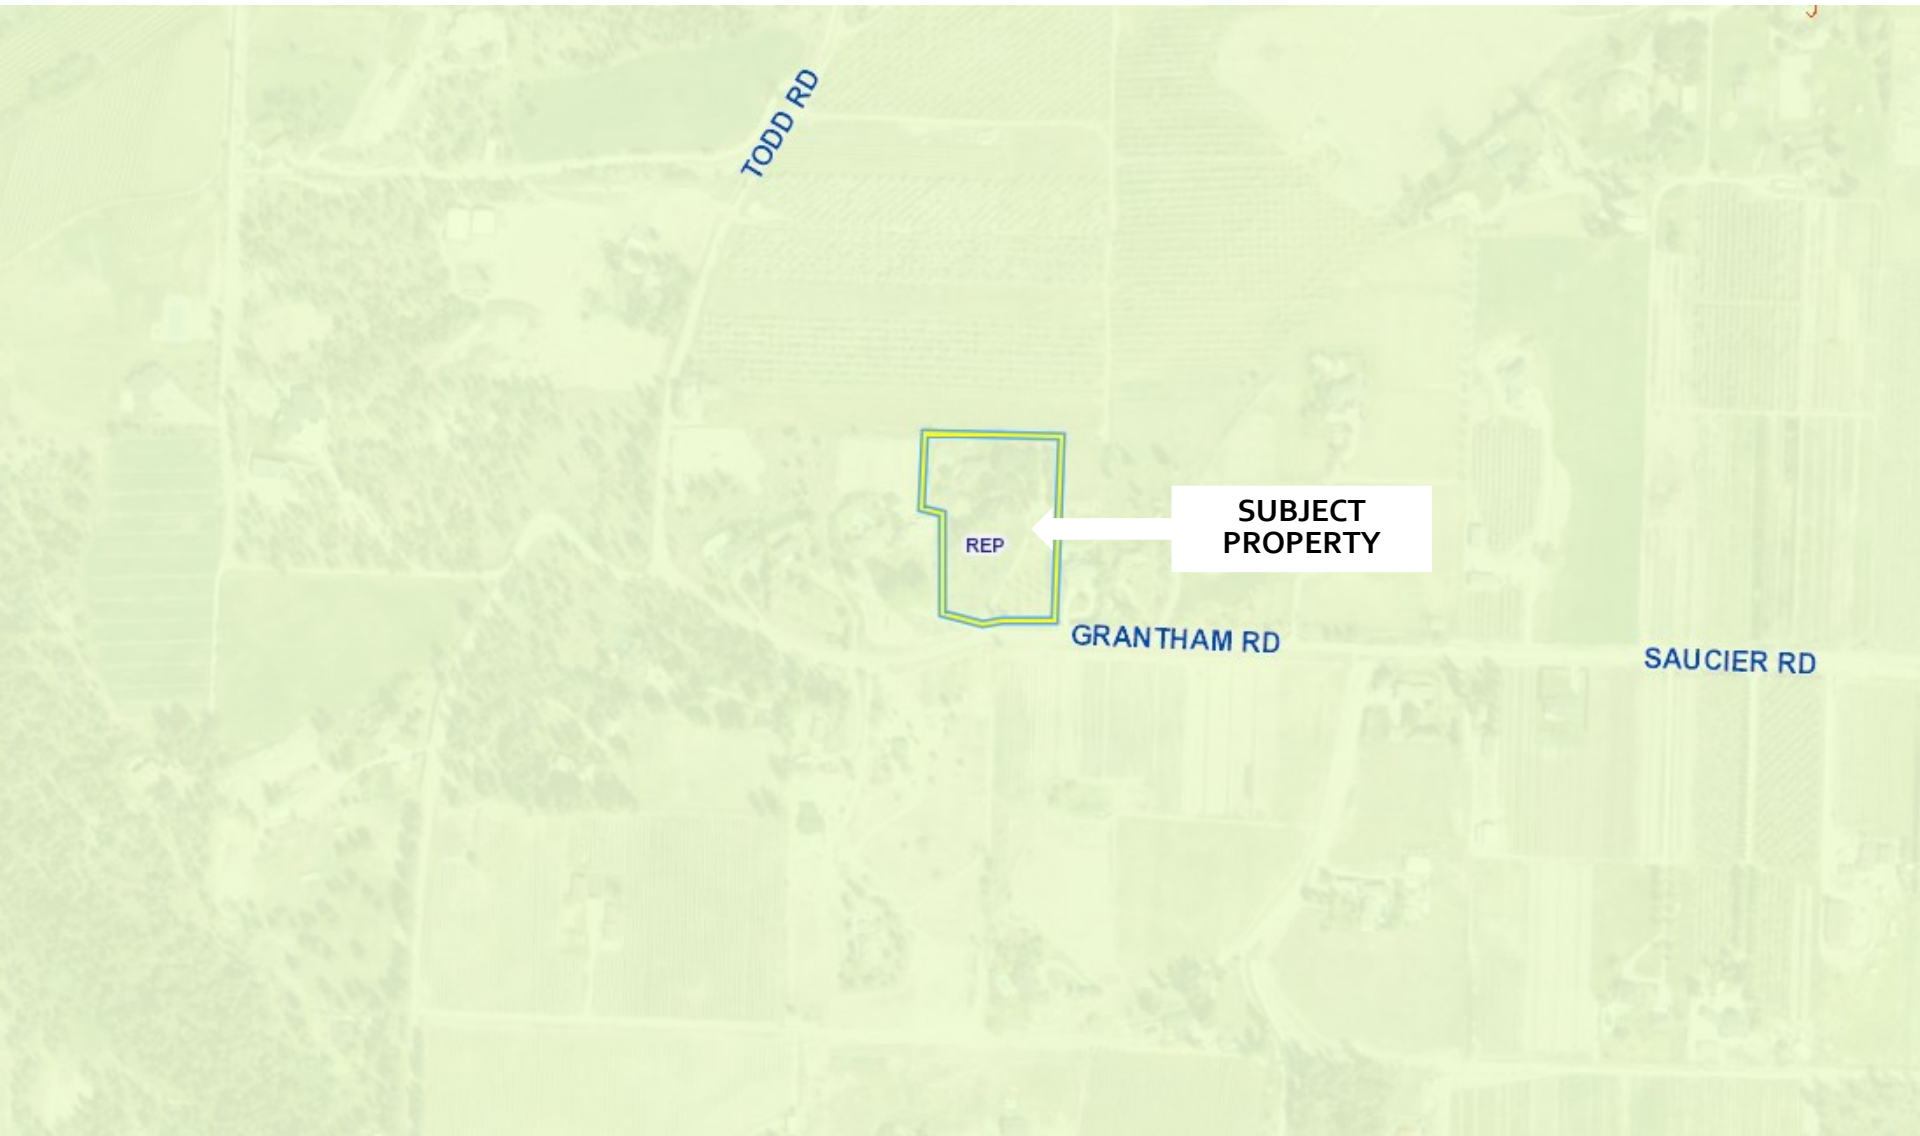 TODD RD
SUBJECT
PROPERTY
REP
GRANTHAM RD
SAUCIER RD